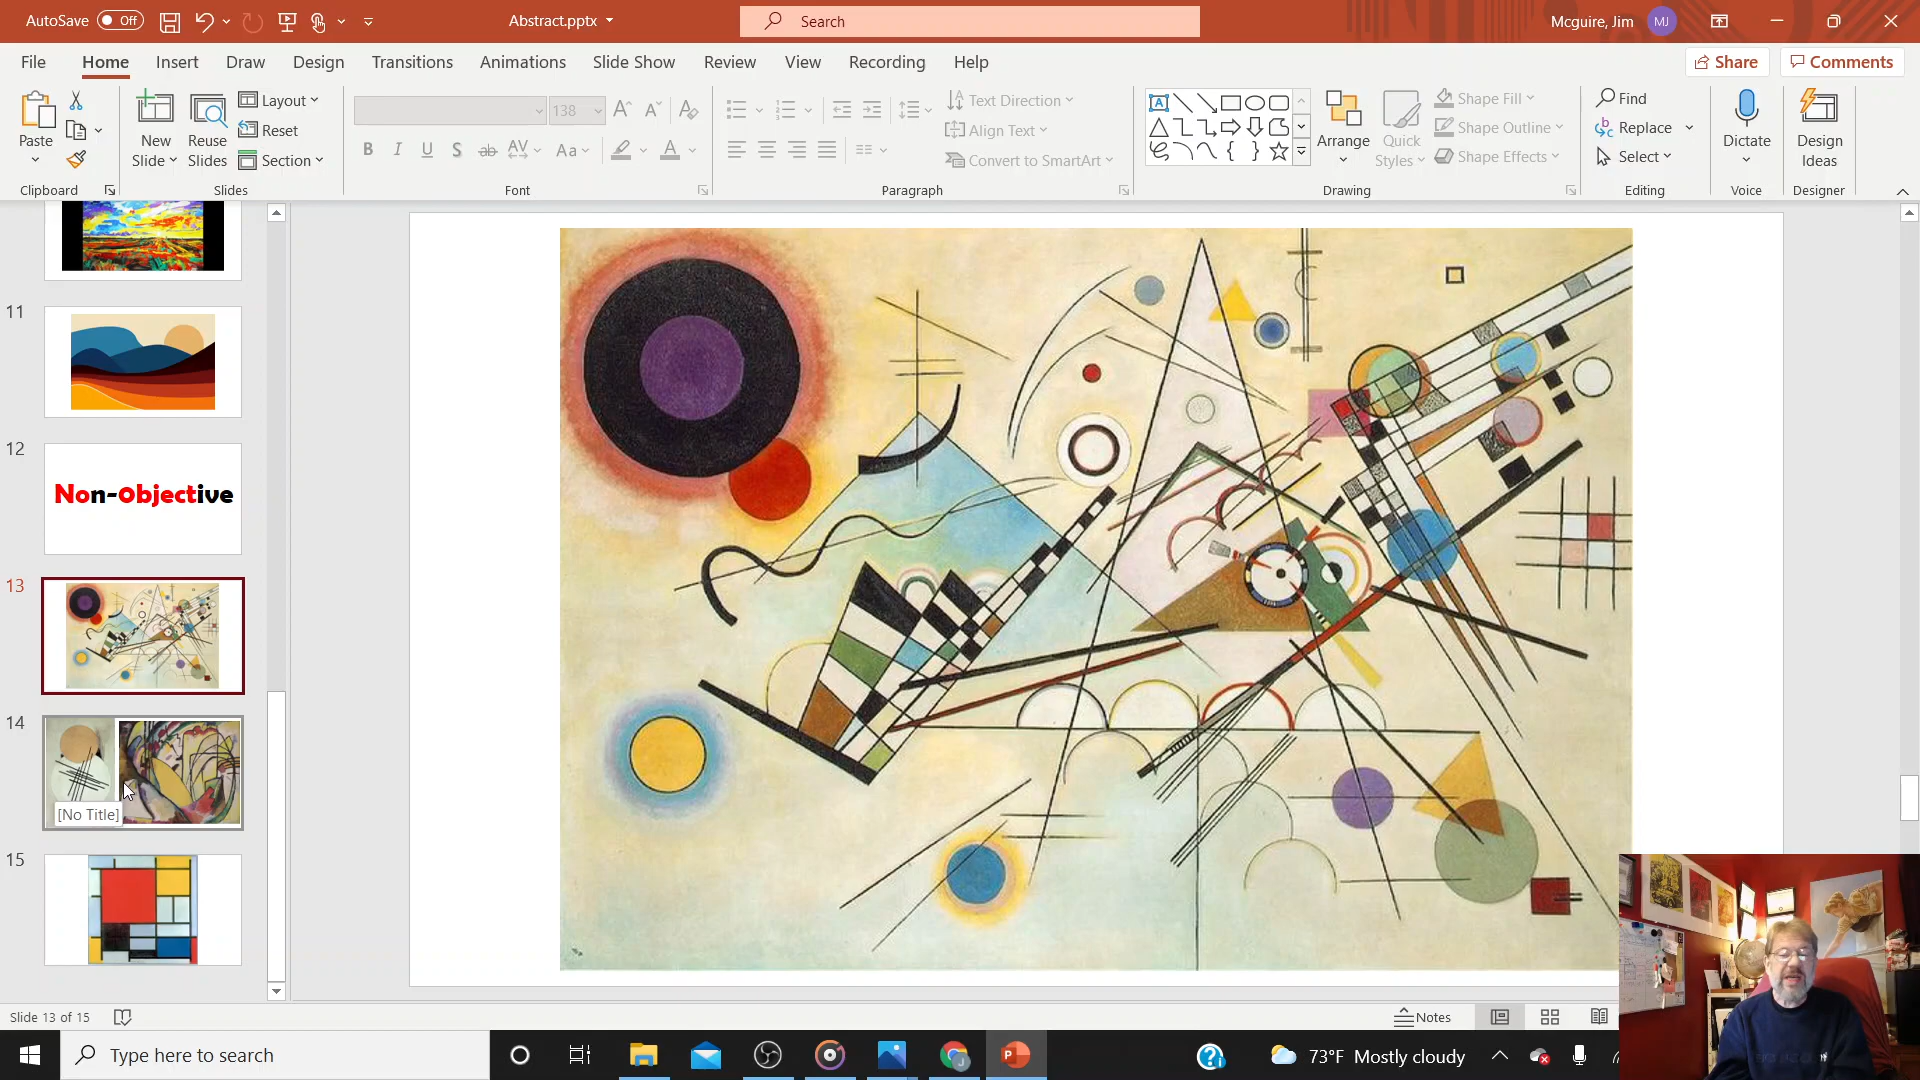 AutoSave Off Abstract.pptx Search Mcguire, Jim MJ
File Home Insert Draw Design Transitions Animations Slide Show Review View Recording Help Share Comments
Paste New Slide Reuse Slides Layout Reset Section 138 Text Direction Align Text Convert to SmartArt Arrange Quick Styles Shape Fill Shape Outline Shape Effects Find Replace Select Dictate Design Ideas
B I U S ab AV Aa A
Clipboard Slides Font Paragraph Drawing Editing Voice Designer
11
12
Non-Objective
13
14
[No Title]
15
Slide 13 of 15 Notes
Type here to search 73°F Mostly cloudy